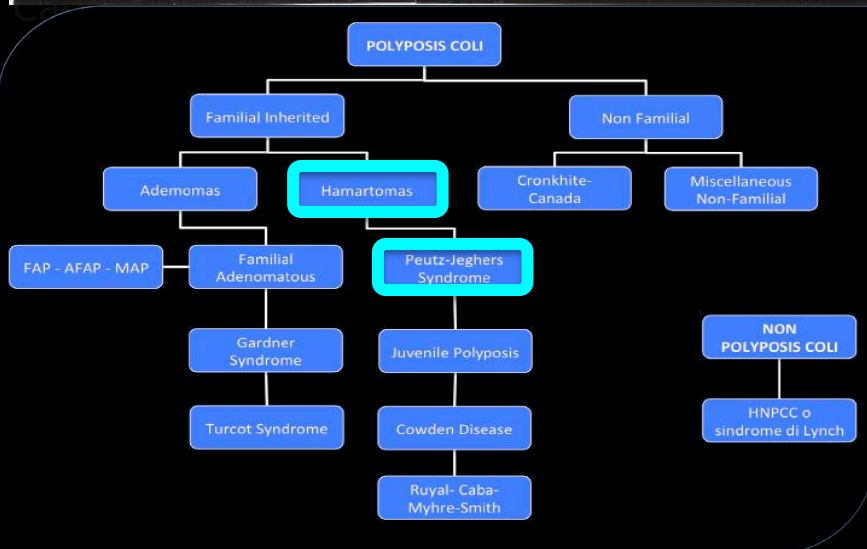 POLYPOSIS COLI
Familial Inherited
Non Familial
Ademomas
Hamartomas
Cronkhite-
Canada
Miscellaneous
Non-Familial
FAP - AFAP - MAP
Familial
Adenomatous
Peutz-Jeghers
Syndrome
Gardner
Syndrome
Juvenile Polyposis
NON
POLYPOSIS COLI
Turcot Syndrome
Cowden Disease
HNPCC o
sindrome di Lynch
Ruyal- Caba-
Myhre-Smith